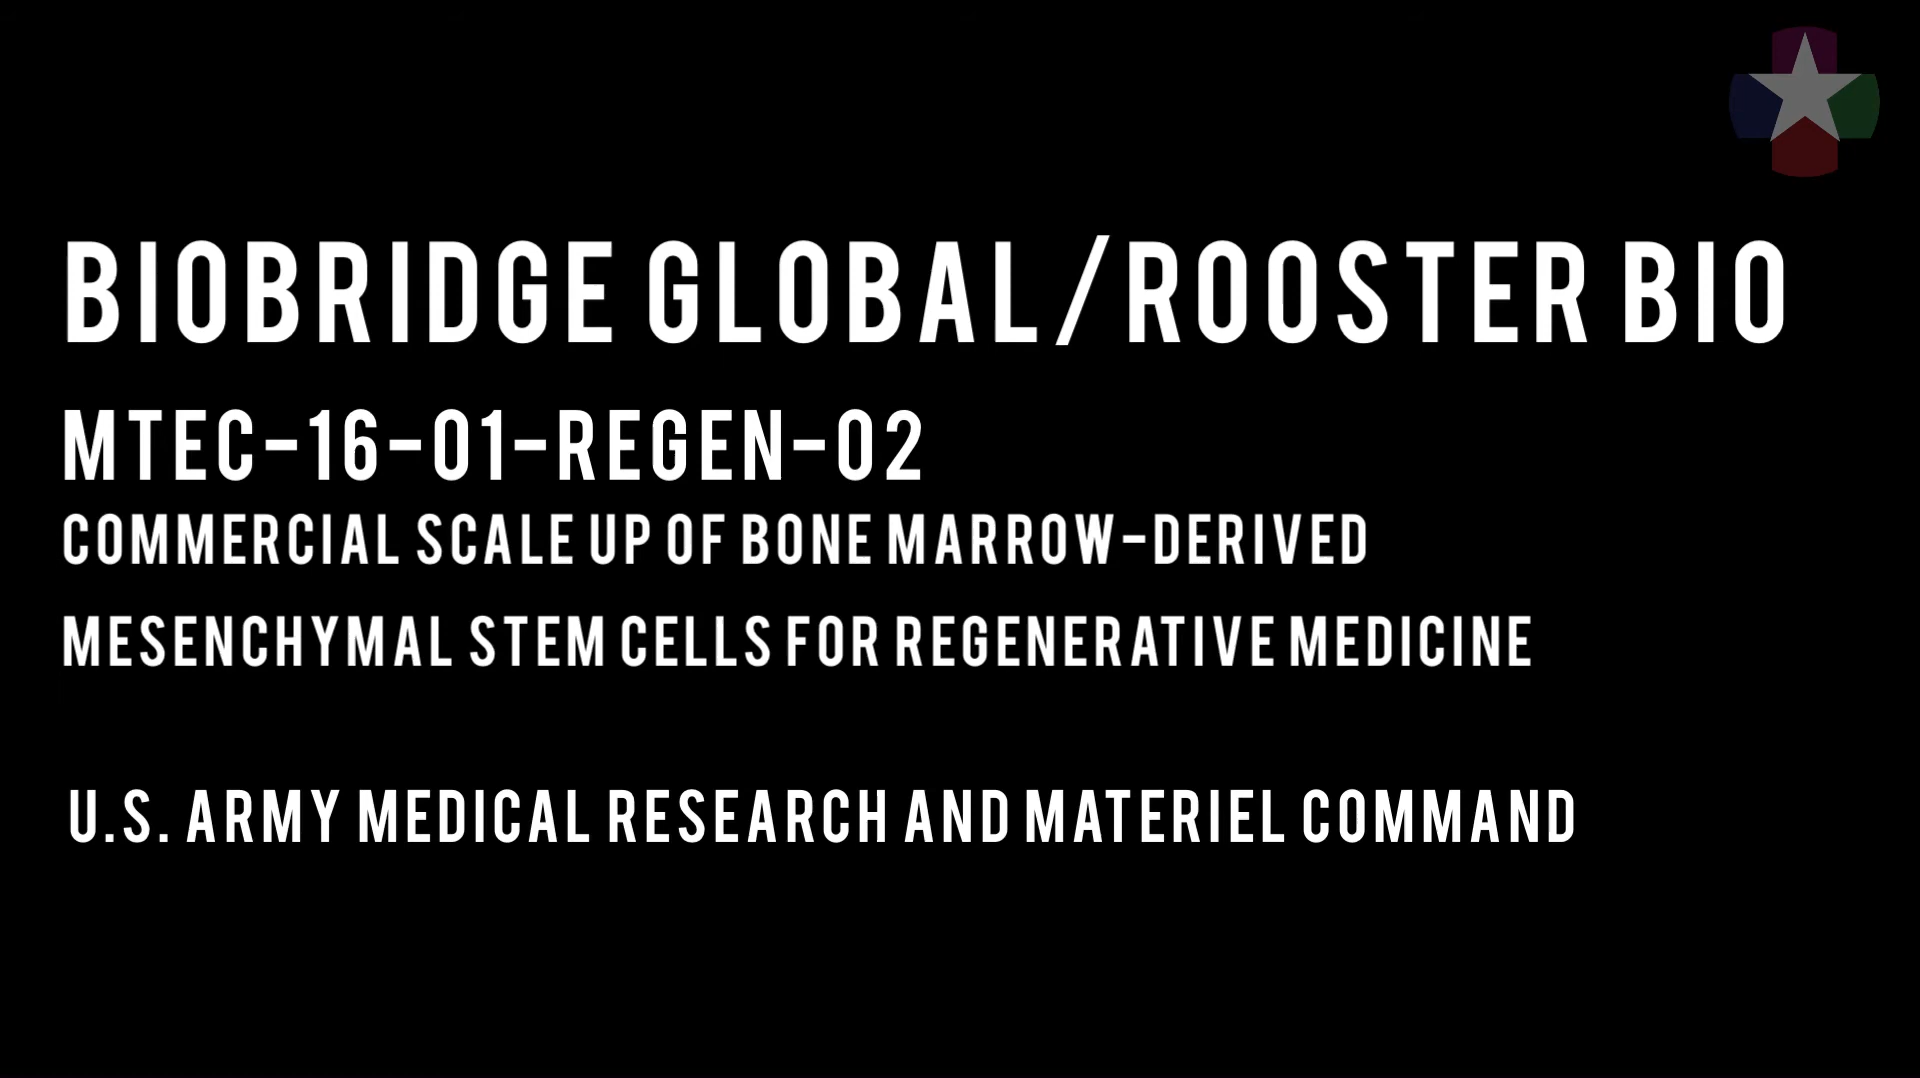 BIOBRIDGE GLOBAL/ROOSTER BIO
MTEC-16-01-REGEN-02
COMMERCIAL SCALE UP OF BONE MARROW-DERIVED
MESENCHYMAL STEM CELLS FOR REGENERATIVE MEDICINE
U.S. ARMY MEDICAL RESEARCH AND MATERIEL COMMAND